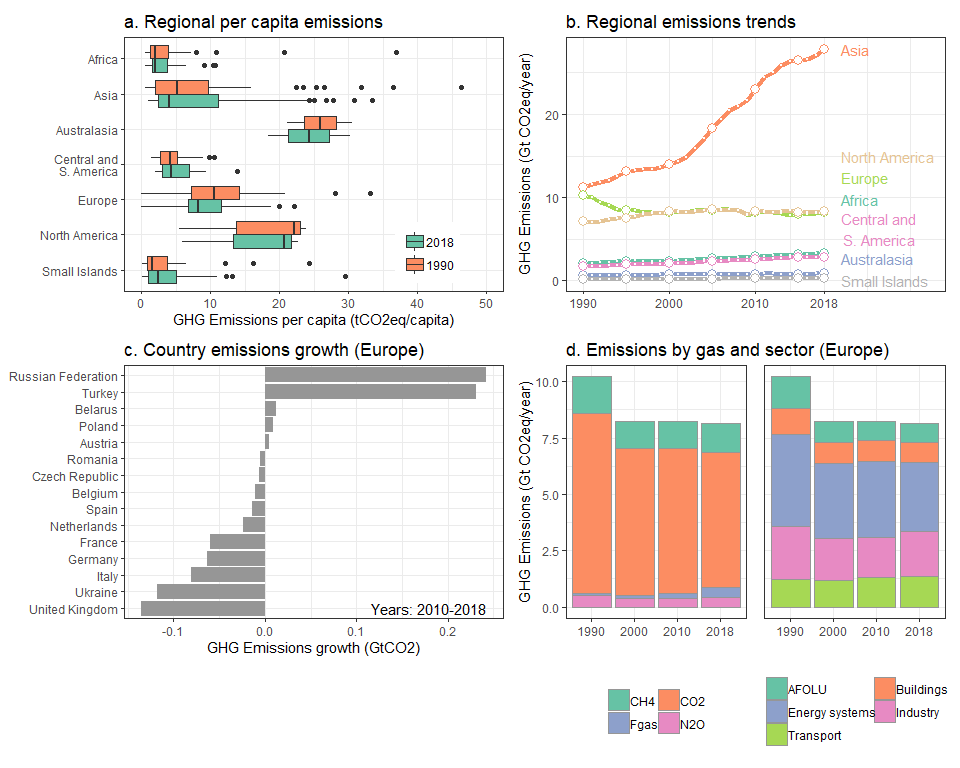 a. Regional per capita emissions
Africa
Asia
Australasia
Central and
S. America
Europe
North America
Small Islands
2018
1990
0 10 20 30 40 50
GHG Emissions per capita (tCO2eq/capita)
b. Regional emissions trends
GHG Emissions (Gt CO2eq/year)
20
10
0
Asia
North America
Europe
Africa
Central and
S. America
Australasia
Small Islands
1990 2000 2010 2018
c. Country emissions growth (Europe)
Russian Federation
Turkey
Belarus
Poland
Austria
Romania
Czech Republic
Belgium
Spain
Netherlands
France
Germany
Italy
Ukraine
United Kingdom
Years: 2010-2018
-0.1 0.0 0.1 0.2
GHG Emissions growth (GtCO2)
d. Emissions by gas and sector (Europe)
GHG Emissions (Gt CO2eq/year)
10.0
7.5
5.0
2.5
0.0
1990 2000 2010 2018
1990 2000 2010 2018
CH4 CO2
Fgas N2O
AFOLU Buildings
Energy systems Industry
Transport